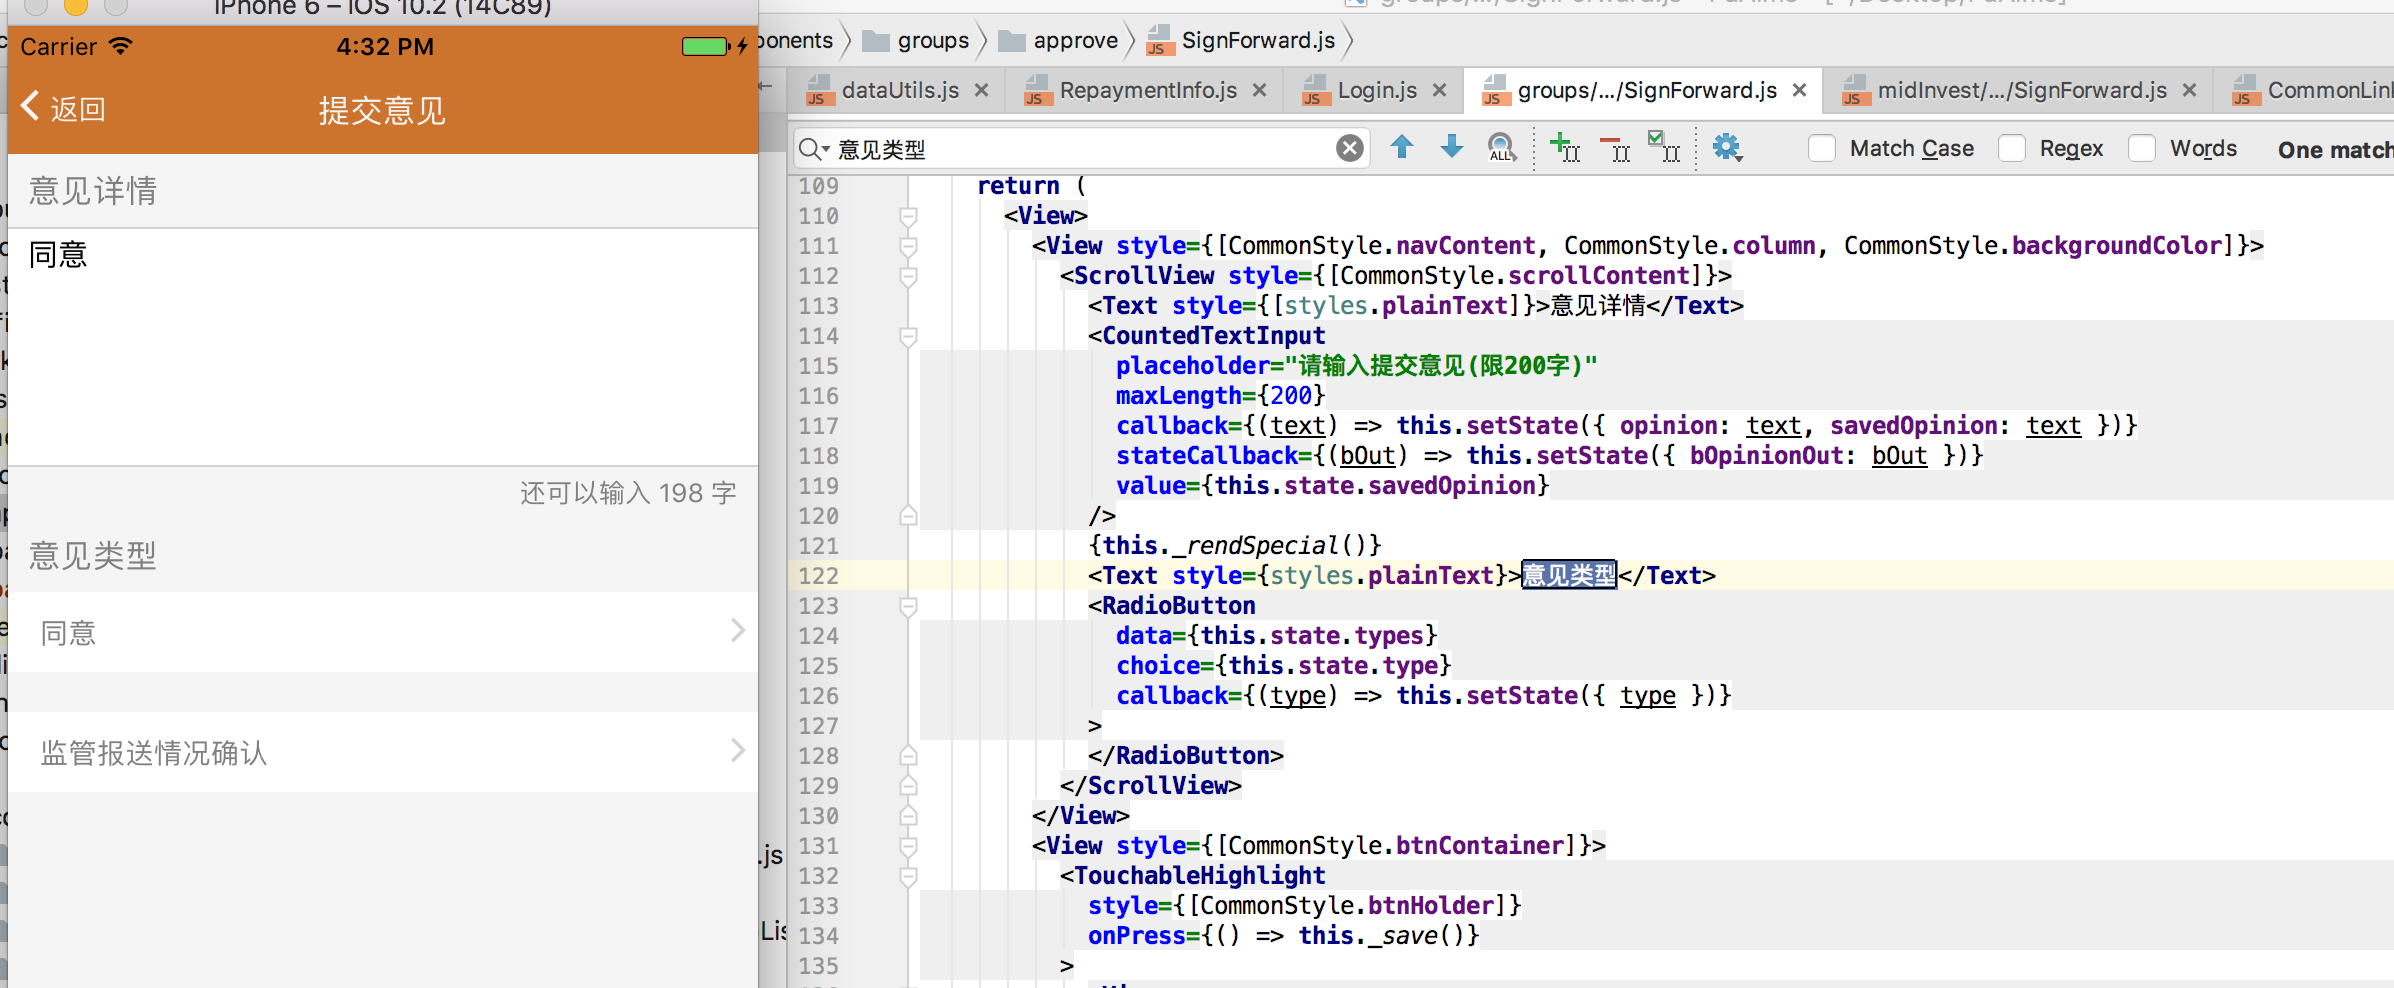 iPhone 6 – iOS 10.2 (14C89)
Carrier 4:32 PM
返回 提交意见
意见详情
同意
还可以输入 198 字
意见类型
同意
监管报送情况确认
.js
Lis
ponents groups approve SignForward.js
dataUtils.js RepaymentInfo.js Login.js groups/.../SignForward.js midInvest/.../SignForward.js CommonLink
意见类型 ALL Match Case Regex Words One match
109 return (
110 <View>
111 <View style={[CommonStyle.navContent, CommonStyle.column, CommonStyle.backgroundColor]}>
112 <ScrollView style={[CommonStyle.scrollContent]}>
113 <Text style={[styles.plainText]}>意见详情</Text>
114 <CountedTextInput
115 placeholder="请输入提交意见(限200字)"
116 maxLength={200}
117 callback={(text) => this.setState({ opinion: text, savedOpinion: text })}
118 stateCallback={(bOut) => this.setState({ bOpinionOut: bOut })}
119 value={this.state.savedOpinion}
120 />
121 {this._rendSpecial()}
122 <Text style={styles.plainText}>意见类型</Text>
123 <RadioButton
124 data={this.state.types}
125 choice={this.state.type}
126 callback={(type) => this.setState({ type })}
127 >
128 </RadioButton>
129 </ScrollView>
130 </View>
131 <View style={[CommonStyle.btnContainer]}>
132 <TouchableHighlight
133 style={[CommonStyle.btnHolder]}
134 onPress={() => this._save()}
135 >